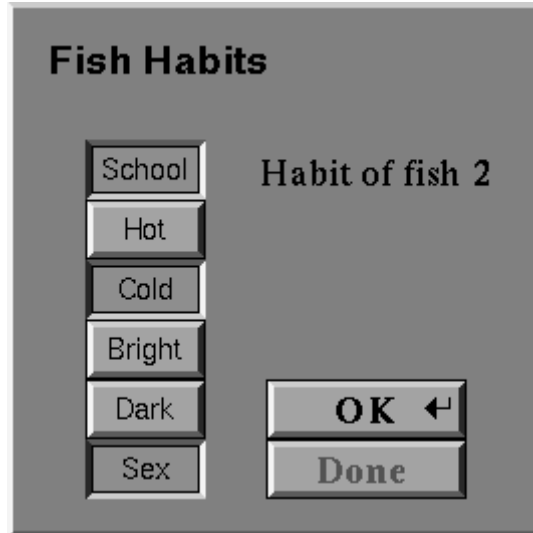 Fish Habits
School
Habit of fish 2
Hot
Cold
Bright
Dark
OK
Sex
Done